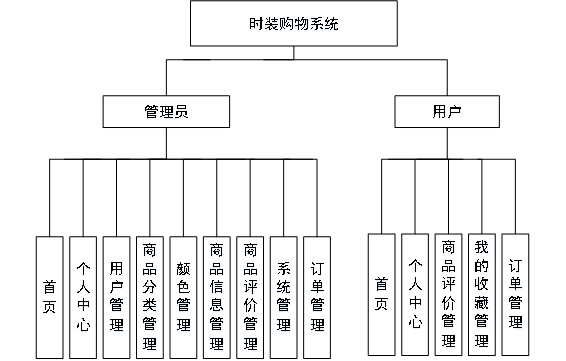 时装购物系统
管理员
用户
首页
个人中心
用户管理
商品分类管理
颜色管理
商品信息管理
商品评价管理
系统管理
订单管理
首页
个人中心
商品评价管理
我的收藏管理
订单管理